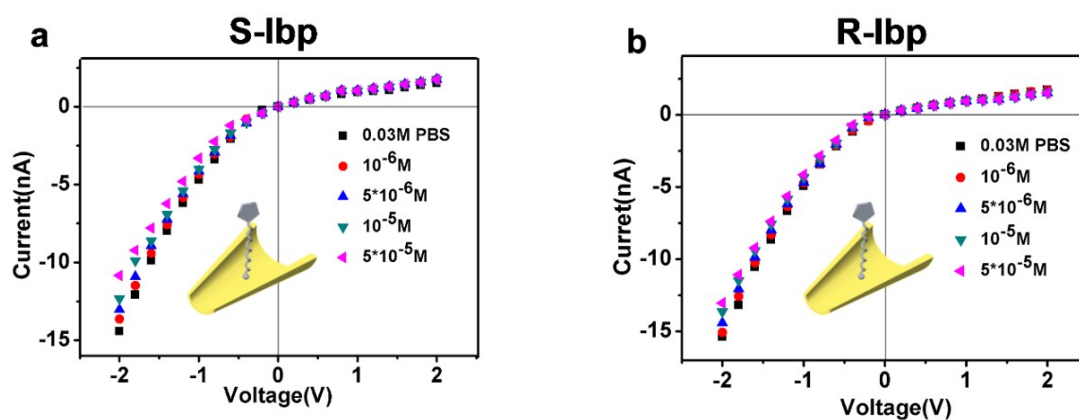 a
S-Ibp
Current(nA)
0
-5
-10
-15
0.03M PBS
10⁻⁶M
5*10⁻⁶M
10⁻⁵M
5*10⁻⁵M
-2 -1 0 1 2
Voltage(V)
b
R-Ibp
Curret(nA)
0
-5
-10
-15
0.03M PBS
10⁻⁶M
5*10⁻⁶M
10⁻⁵M
5*10⁻⁵M
-2 -1 0 1 2
Voltage(V)